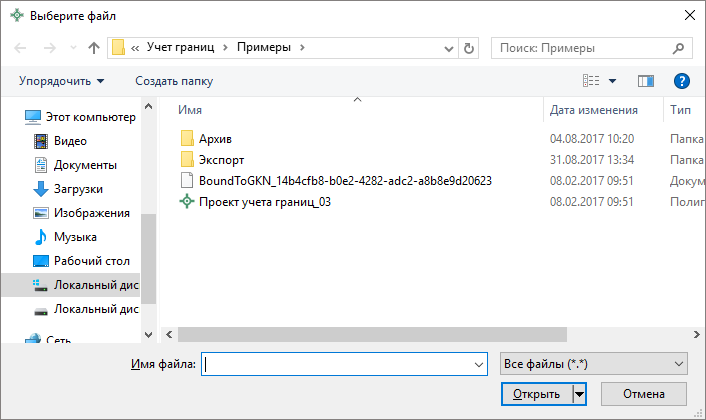 Выберите файл
« Учет границ › Примеры ›
Поиск: Примеры
Упорядочить
Создать папку
?
Этот компьютер
Видео
Документы
Загрузки
Изображения
Музыка
Рабочий стол
Локальный дис
Локальный дис
Сеть
Имя Дата изменения Тип
Архив 04.08.2017 10:20 Папка
Экспорт 31.08.2017 13:34 Папка
BoundToGKN_14b4cfb8-b0e2-4282-adc2-a8b8e9d20623 08.02.2017 09:51 Докум
Проект учета границ_03 08.02.2017 09:51 Полиг
Имя файла:
Все файлы (*.*)
Открыть
Отмена